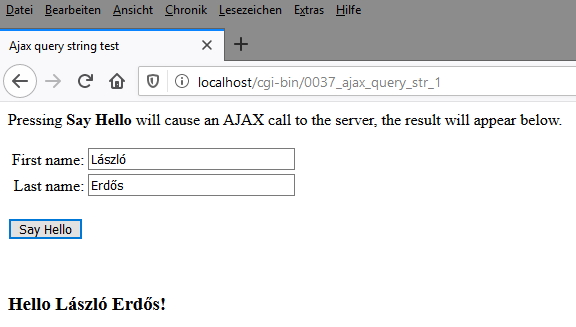 Datei Bearbeiten Ansicht Chronik Lesezeichen Extras Hilfe
Ajax query string test
localhost/cgi-bin/0037_ajax_query_str_1
Pressing Say Hello will cause an AJAX call to the server, the result will appear below.
First name: László
Last name: Erdős
Say Hello
Hello László Erdős!